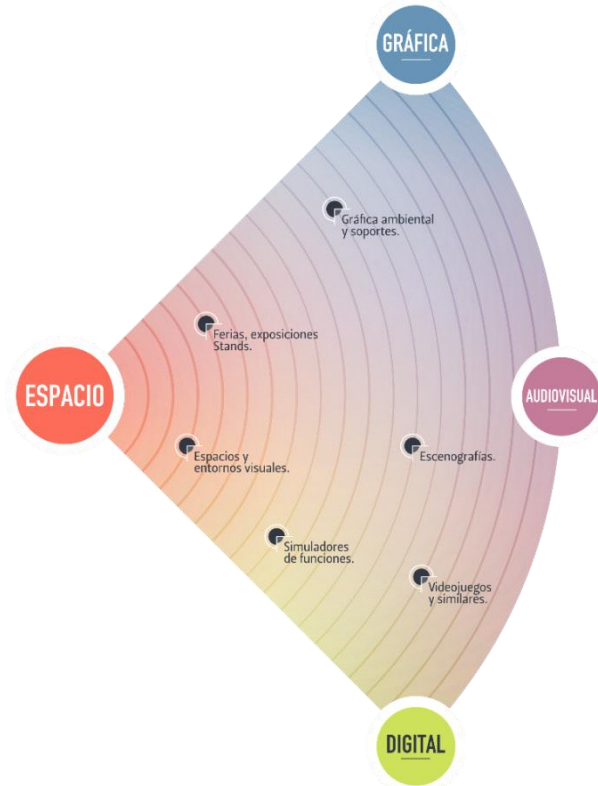 GRÁFICA
Gráfica ambiental
y soportes.
Ferias, exposiciones
Stands.
ESPACIO
AUDIOVISUAL
Espacios y
entornos visuales.
Escenografías.
Simuladores
de funciones.
Videojuegos
y similares.
DIGITAL